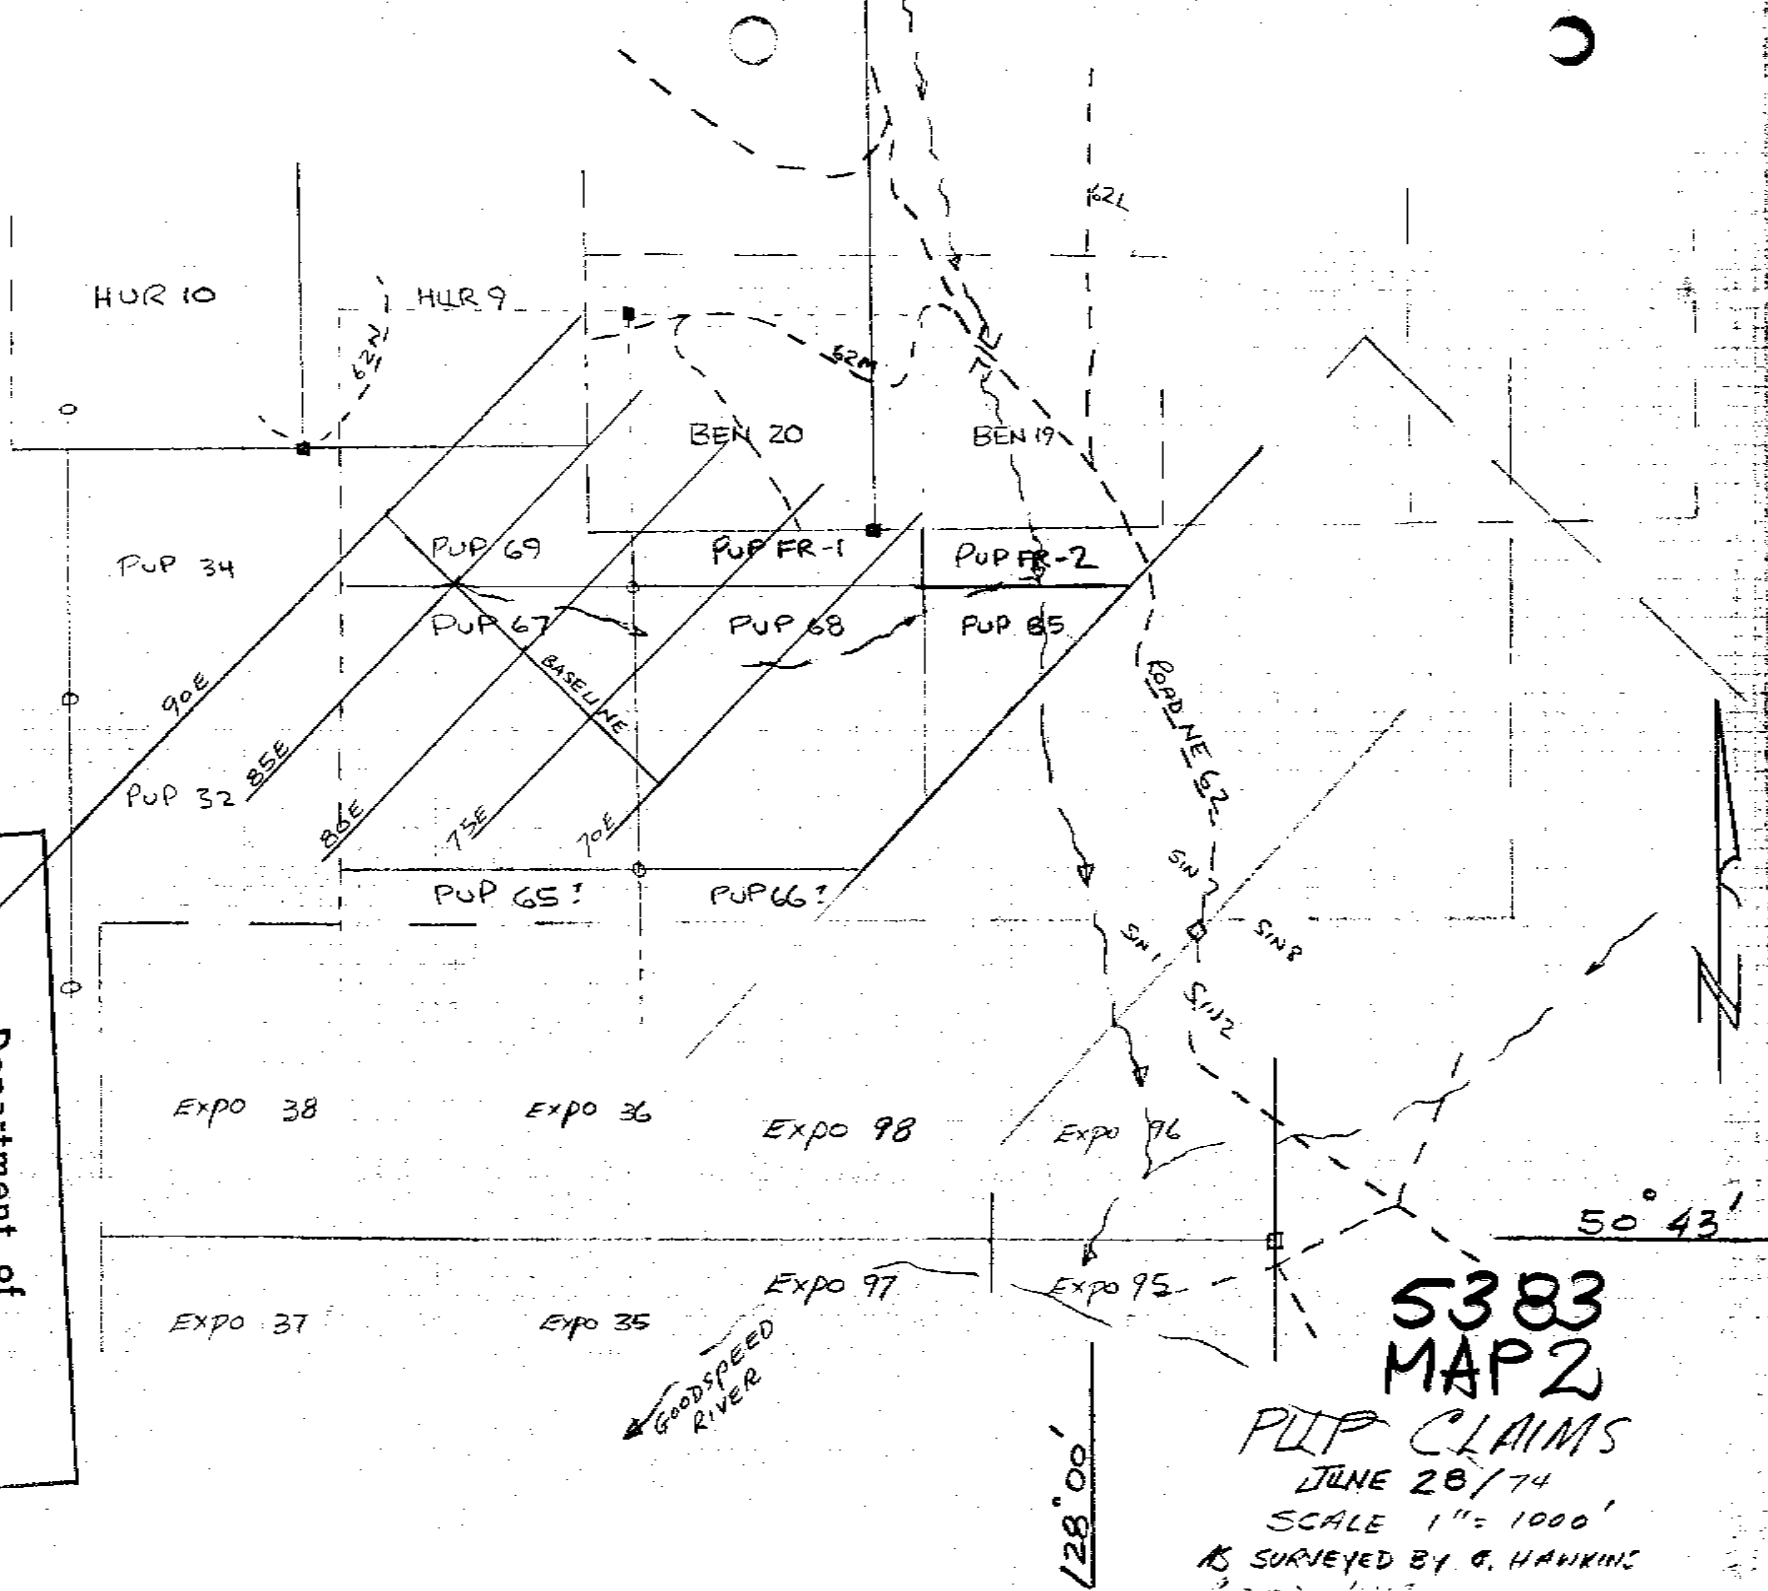 62L
HUR 10
HUR 9
62N
62M
BEN 20
BEN 19
PUP 34
PUP 69
PUP FR-1
PUP FR-2
PUP 67
PUP 68
PUP 85
BASELINE
90E
ROAD NE 62
85E
PUP 32
80E
75E
70E
SIN 7
PUP 65?
PUP 66?
SIN 1
SIN 8
SIN 2
N
Department of
EXPO 38
EXPO 36
EXPO 98
EXPO 96
50° 43'
EXPO 97
EXPO 95
EXPO 37
EXPO 35
GOODSPEED
RIVER
128°00'
5383
MAP 2
PUP CLAIMS
JUNE 28/74
SCALE 1"= 1000'
AS SURVEYED BY G. HAWKINS